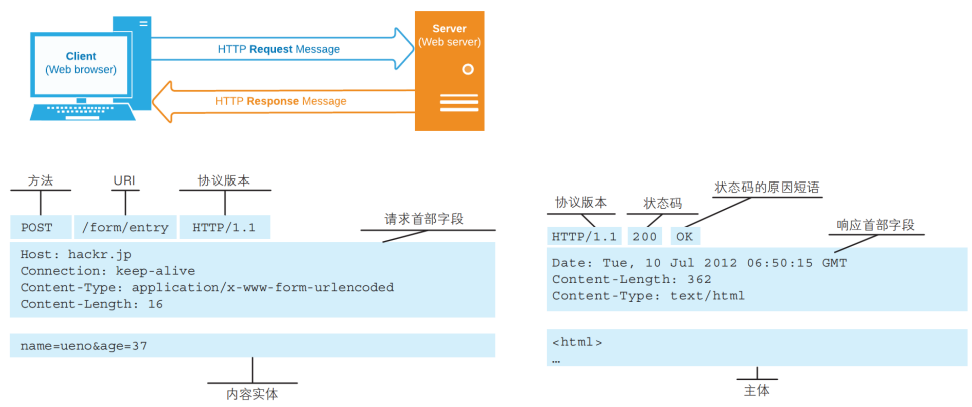 Client
(Web browser)
HTTP Request Message
HTTP Response Message
Server
(Web server)
方法
URI
协议版本
POST
/form/entry
HTTP/1.1
请求首部字段
Host: hackr.jp
Connection: keep-alive
Content-Type: application/x-www-form-urlencoded
Content-Length: 16
name=ueno&age=37
内容实体
协议版本
状态码
状态码的原因短语
HTTP/1.1
200
OK
响应首部字段
Date: Tue, 10 Jul 2012 06:50:15 GMT
Content-Length: 362
Content-Type: text/html
<html>
…
主体